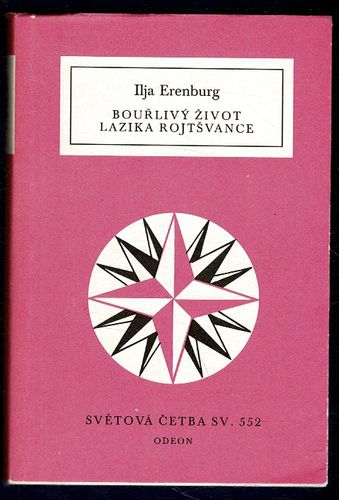 Ilja Erenburg
BOUŘLIVÝ ŽIVOT
LAZIKA ROJTŠVANCE
SVĚTOVÁ ČETBA SV. 552
ODEON